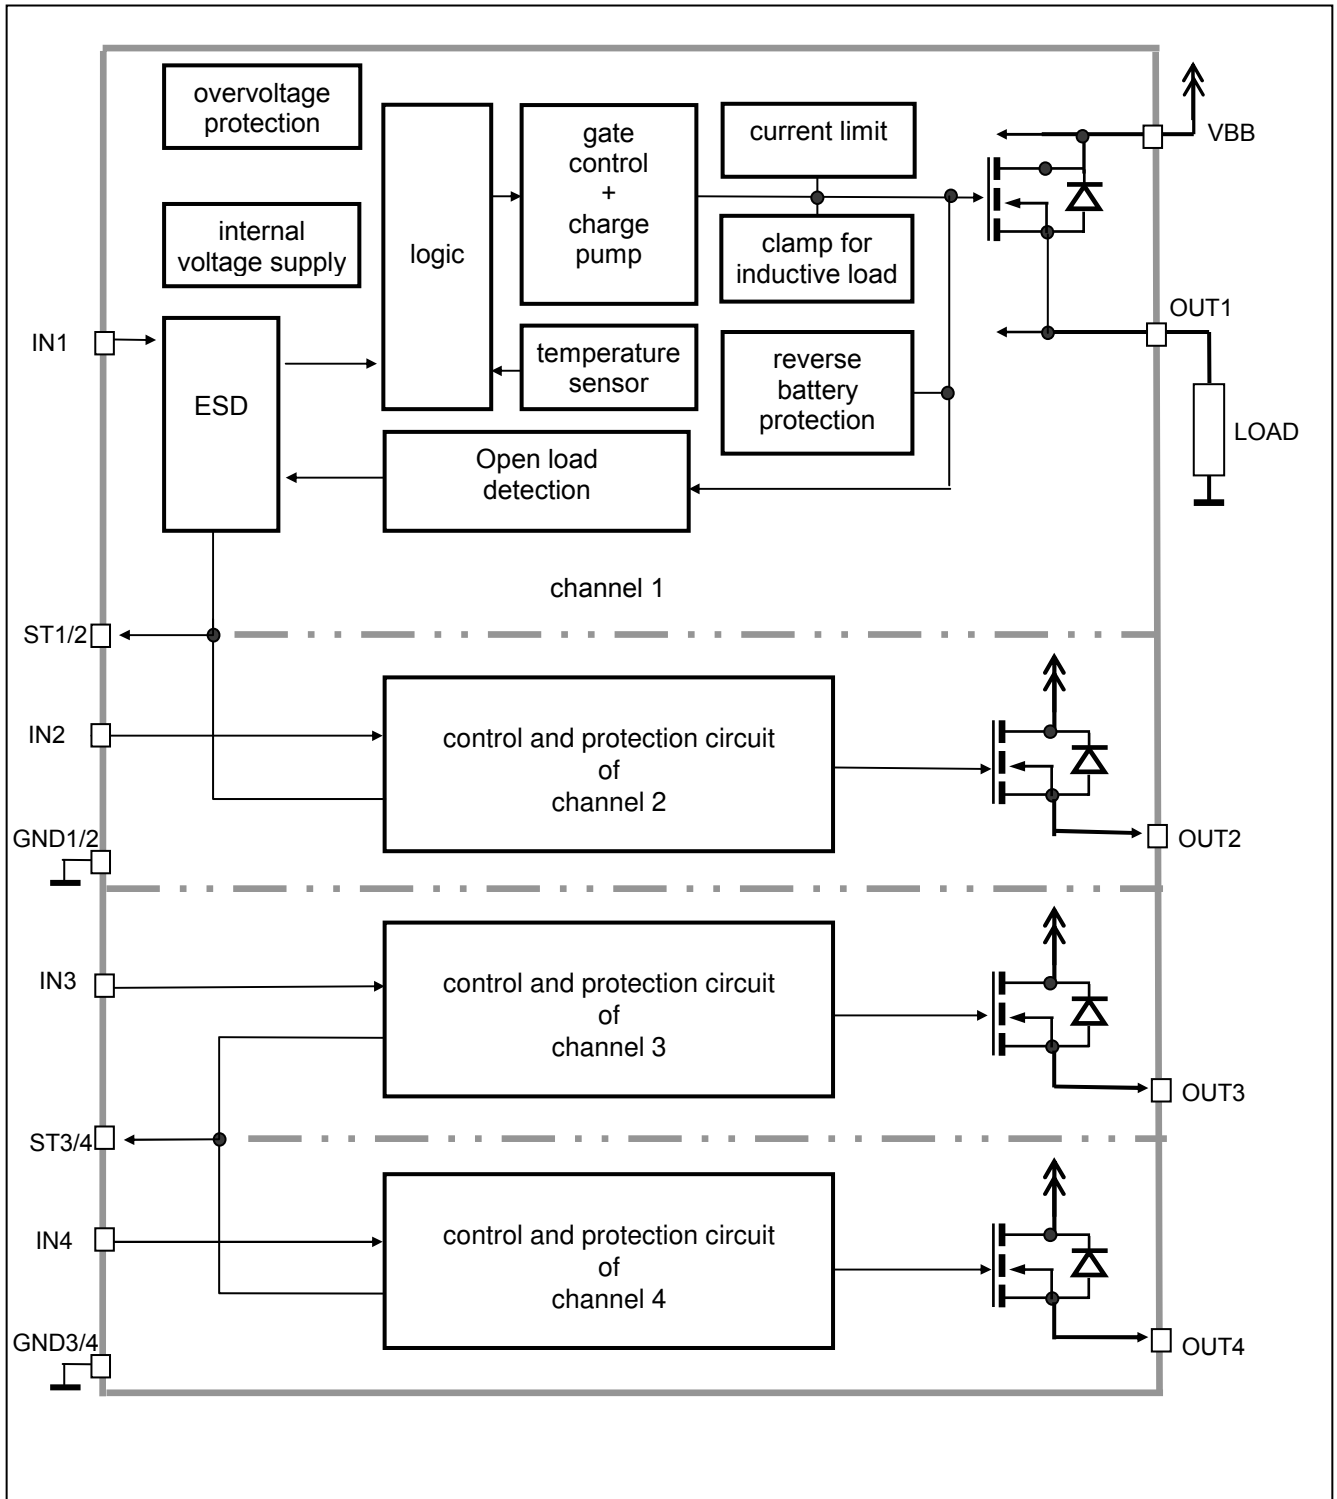 overvoltage
protection
internal
voltage supply
logic
gate
control
+
charge
pump
current limit
clamp for
inductive load
VBB
OUT1
IN1
ESD
temperature
sensor
reverse
battery
protection
LOAD
Open load
detection
channel 1
ST1/2
IN2
control and protection circuit
of
channel 2
GND1/2
OUT2
IN3
control and protection circuit
of
channel 3
OUT3
ST3/4
IN4
control and protection circuit
of
channel 4
GND3/4
OUT4